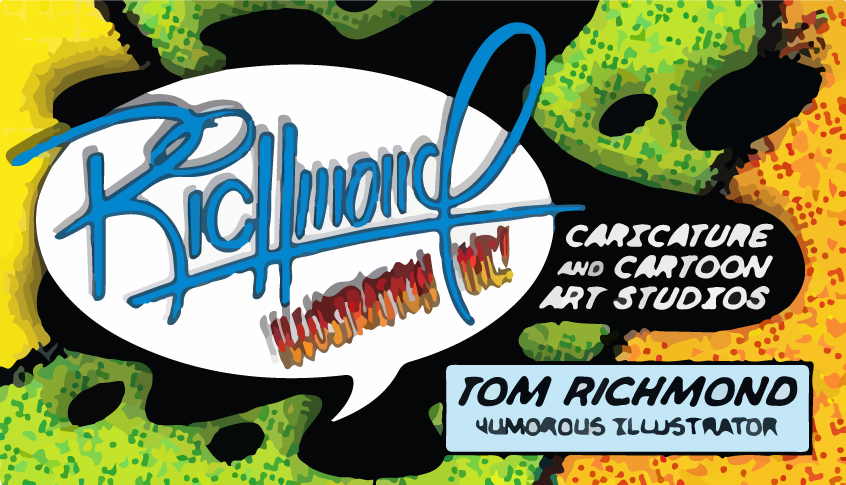 Richmond
ILLUSTRATION INC!
CARICATURE
AND CARTOON
ART STUDIOS
TOM RICHMOND
HUMOROUS ILLUSTRATOR